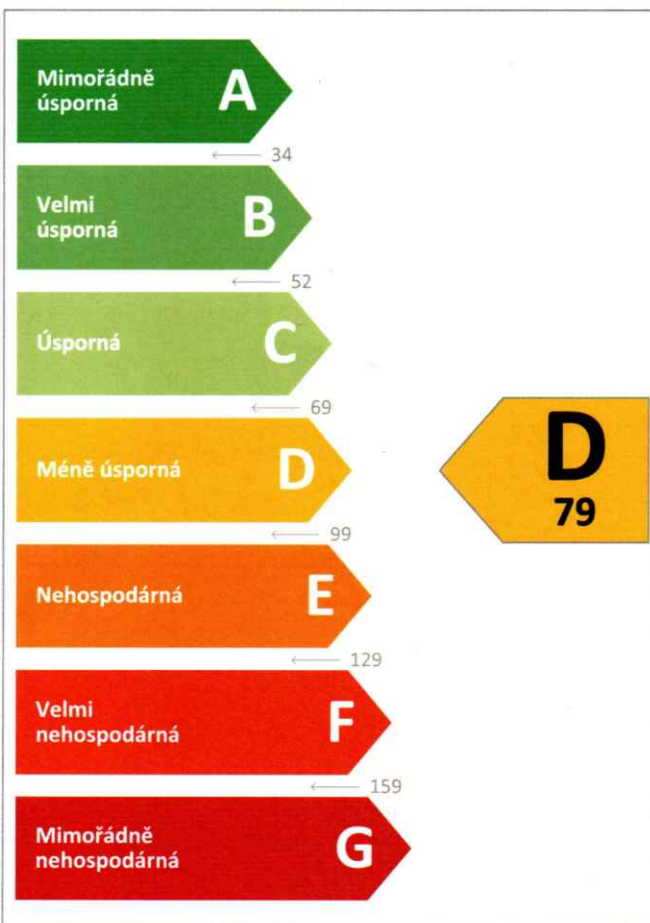 Mimořádně
úsporná
A
← 34
Velmi
úsporná
B
← 52
Úsporná
C
← 69
Méně úsporná
D
← 99
D
79
Nehospodárná
E
← 129
Velmi
nehospodárná
F
← 159
Mimořádně
nehospodárná
G